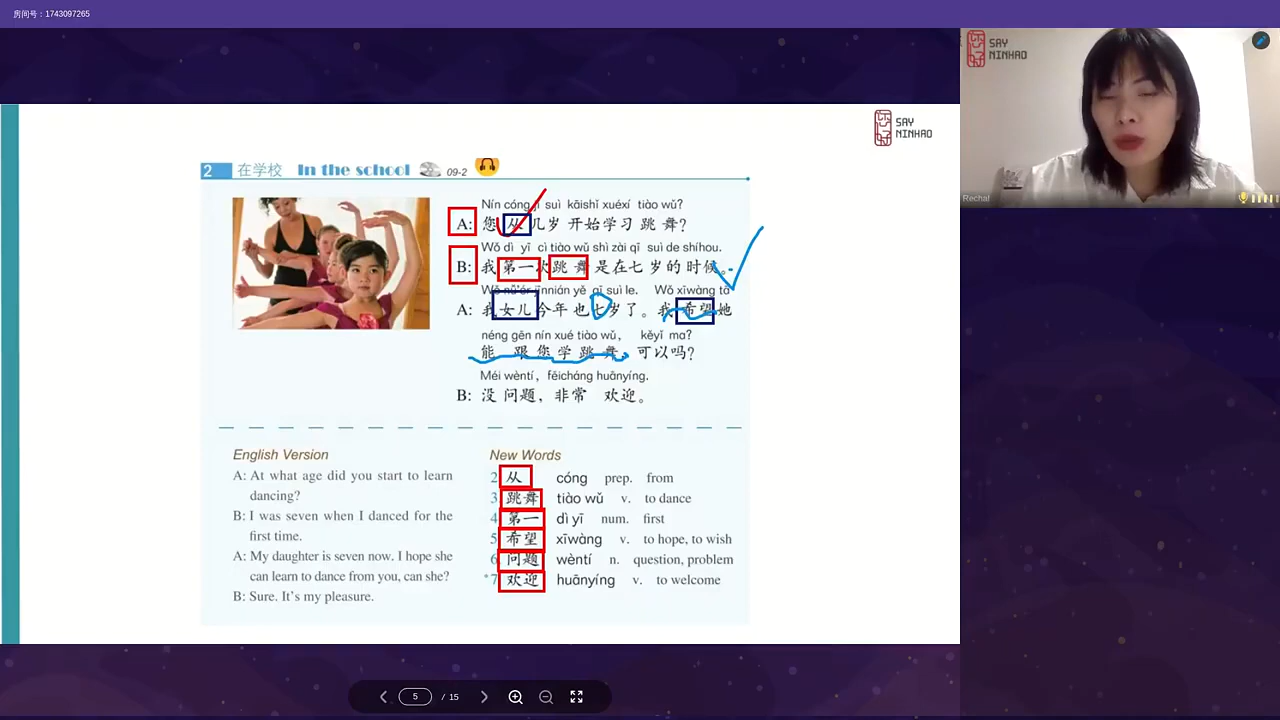 房间号：1743097265
SAY
NINHAO
Rechal
SAY
NINHAO
2 在学校 In the school 09-2
Nín cóng jǐ suì kāishǐ xuéxí tiào wǔ?
A: 您 从 几岁 开始学习 跳 舞?
Wǒ dì yī cì tiào wǔ shì zài qī suì de shíhou.
B: 我 第一次 跳 舞 是在七 岁 的 时候。
Wǒ nǚ'ér jīnnián yě qī suì le. Wǒ xīwàng tā
A: 我 女儿 今年 也 七岁 了。 我 希望 她
néng gēn nín xué tiào wǔ, kěyǐ ma?
能 跟 您 学 跳 舞, 可以吗?
Méi wèntí, fēicháng huānyíng.
B: 没 问题, 非常 欢迎。
English Version
A: At what age did you start to learn
dancing?
B: I was seven when I danced for the
first time.
A: My daughter is seven now. I hope she
can learn to dance from you, can she?
B: Sure. It's my pleasure.
New Words
2 从 cóng prep. from
3 跳舞 tiào wǔ v. to dance
4 第一 dì yī num. first
5 希望 xīwàng v. to hope, to wish
6 问题 wèntí n. question, problem
*7 欢迎 huānyíng v. to welcome
5 / 15